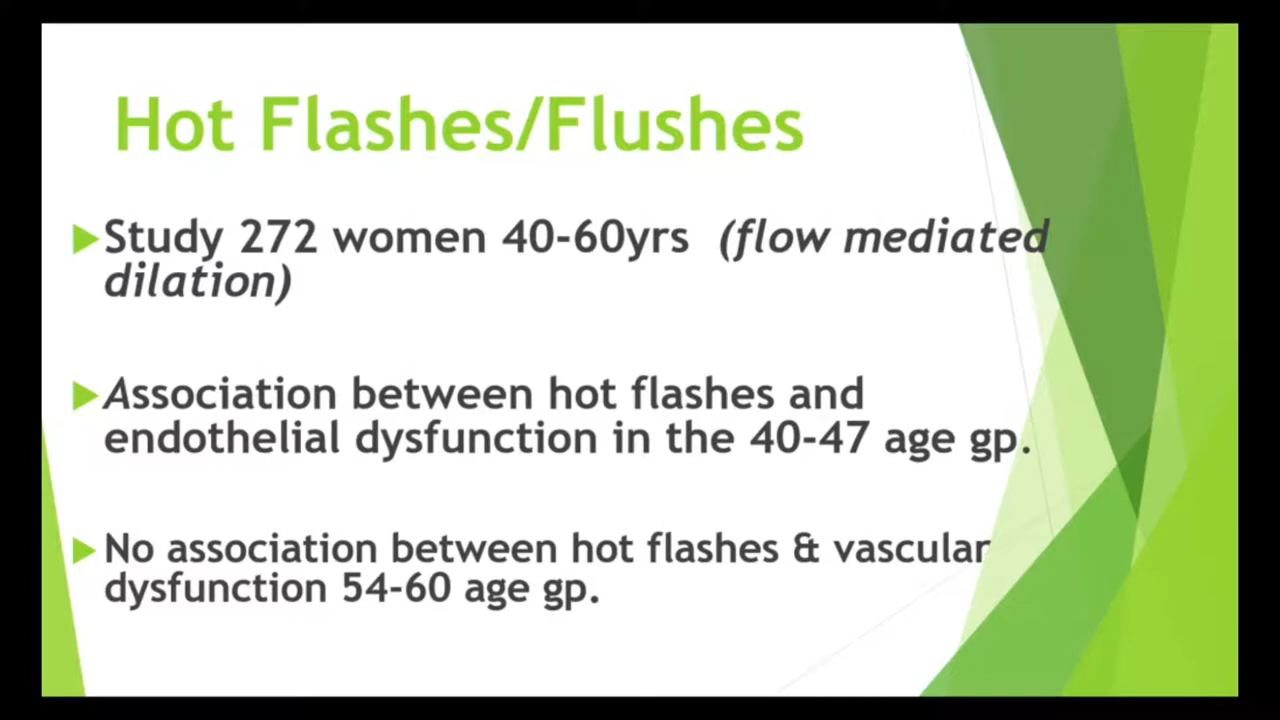 Hot Flashes/Flushes
Study 272 women 40-60yrs (flow mediated
dilation)
Association between hot flashes and
endothelial dysfunction in the 40-47 age gp.
No association between hot flashes & vascular
dysfunction 54-60 age gp.